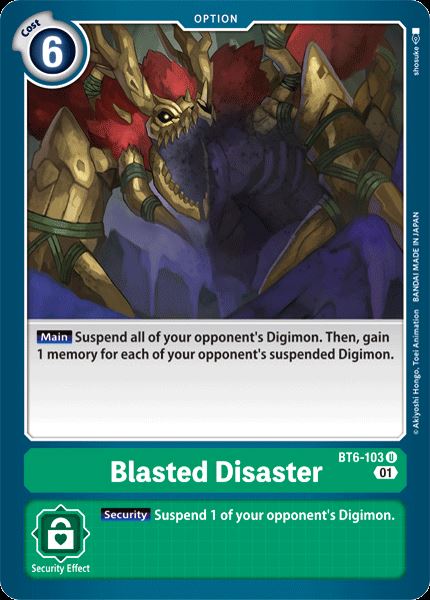 OPTION
Cost
6
shosuke
Main Suspend all of your opponent's Digimon. Then, gain
1 memory for each of your opponent's suspended Digimon.
©Akiyoshi Hongo, Toei Animation BANDAI MADE IN JAPAN
BT6-103 U
Blasted Disaster
01
Security Suspend 1 of your opponent's Digimon.
Security Effect